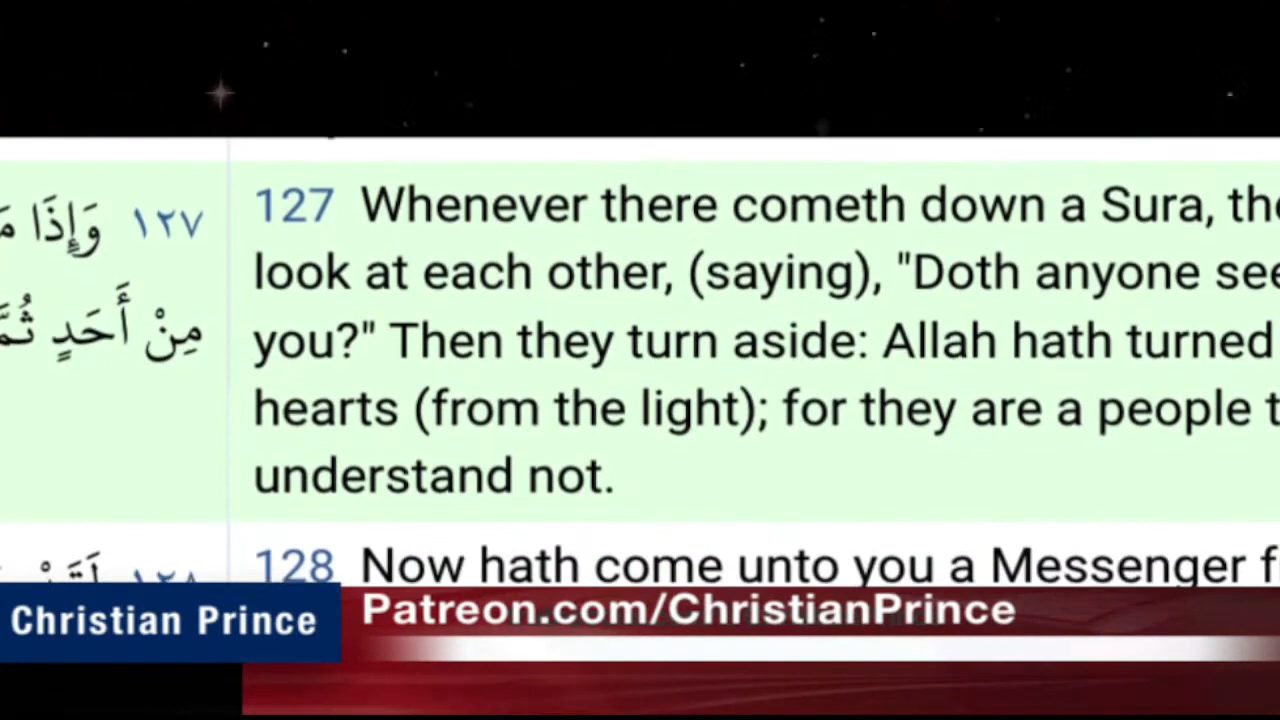 127 Whenever there cometh down a Sura,
look at each other, (saying), "Doth anyone
you?" Then they turn aside: Allah hath turned
hearts (from the light); for they are a people
understand not.
١٢٧ وَإِذَا
مِنْ أَحَدٍ
128 Now hath come unto you a Messenger
١٢٨
Christian Prince
Patreon.com/ChristianPrince